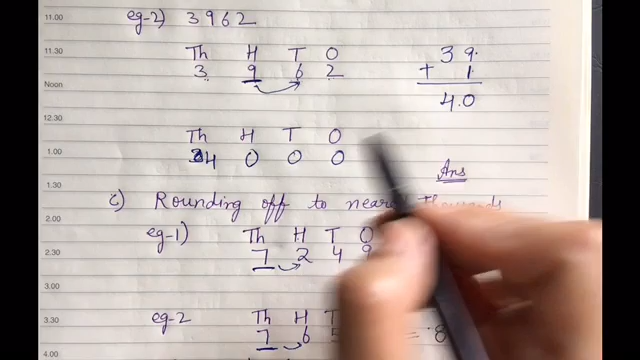 11.00 eg-2) 3962
11.30 Th H T O 39.
Noon 3 9 6 2 + 1.
4.0
12.30 Th H T O
1.00 4 0 0 0 Ans
1.30 c) Rounding off to
2.00 eg-1) Th H T O
2.30 7 2 4 9
3.00
3.30 eg-2 Th H T
7 6 = 8
4.00